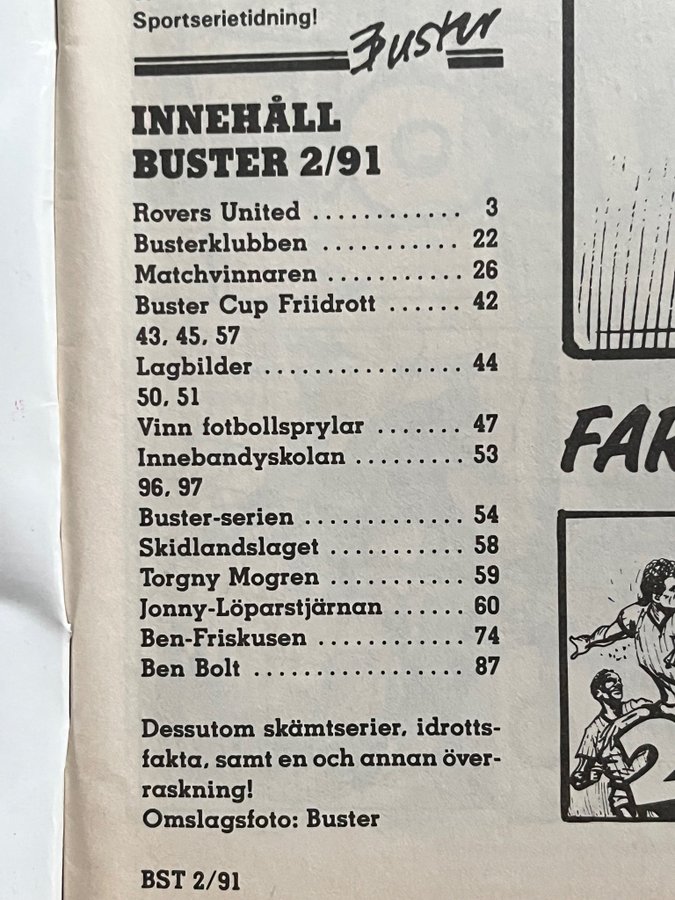 Sportserietidning!
Buster
INNEHÅLL
BUSTER 2/91
Rovers United ............ 3
Busterklubben ........... 22
Matchvinnaren ........... 26
Buster Cup Friidrott ...... 42
43, 45, 57
Lagbilder ................. 44
50, 51
Vinn fotbollsprylar ....... 47
Innebandyskolan ......... 53
96, 97
Buster-serien ............. 54
Skidlandslaget ........... 58
Torgny Mogren ........... 59
Jonny-Löparstjärnan ...... 60
Ben-Friskusen ............ 74
Ben Bolt .................. 87
Dessutom skämtserier, idrotts-
fakta, samt en och annan över-
raskning!
Omslagsfoto: Buster
BST 2/91
FAR
2